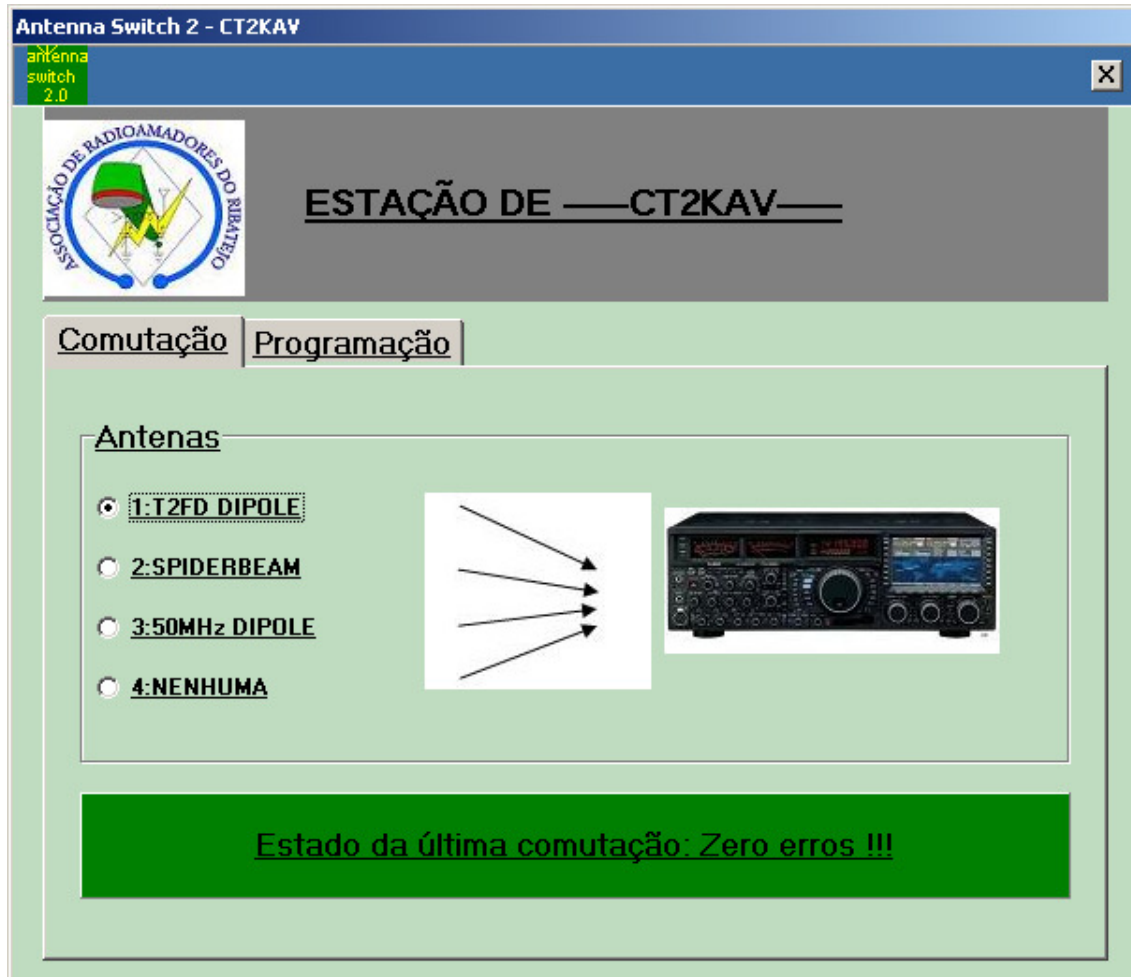 Antenna Switch 2 - CT2KAV
antenna
switch
2.0
X
ASSOCIAÇÃO DE RADIOAMADORES DO RIBATEJO
ESTAÇÃO DE ——CT2KAV——
Comutação
Programação
Antenas
1:T2FD DIPOLE
2:SPIDERBEAM
3:50MHz DIPOLE
4:NENHUMA
Estado da última comutação: Zero erros !!!